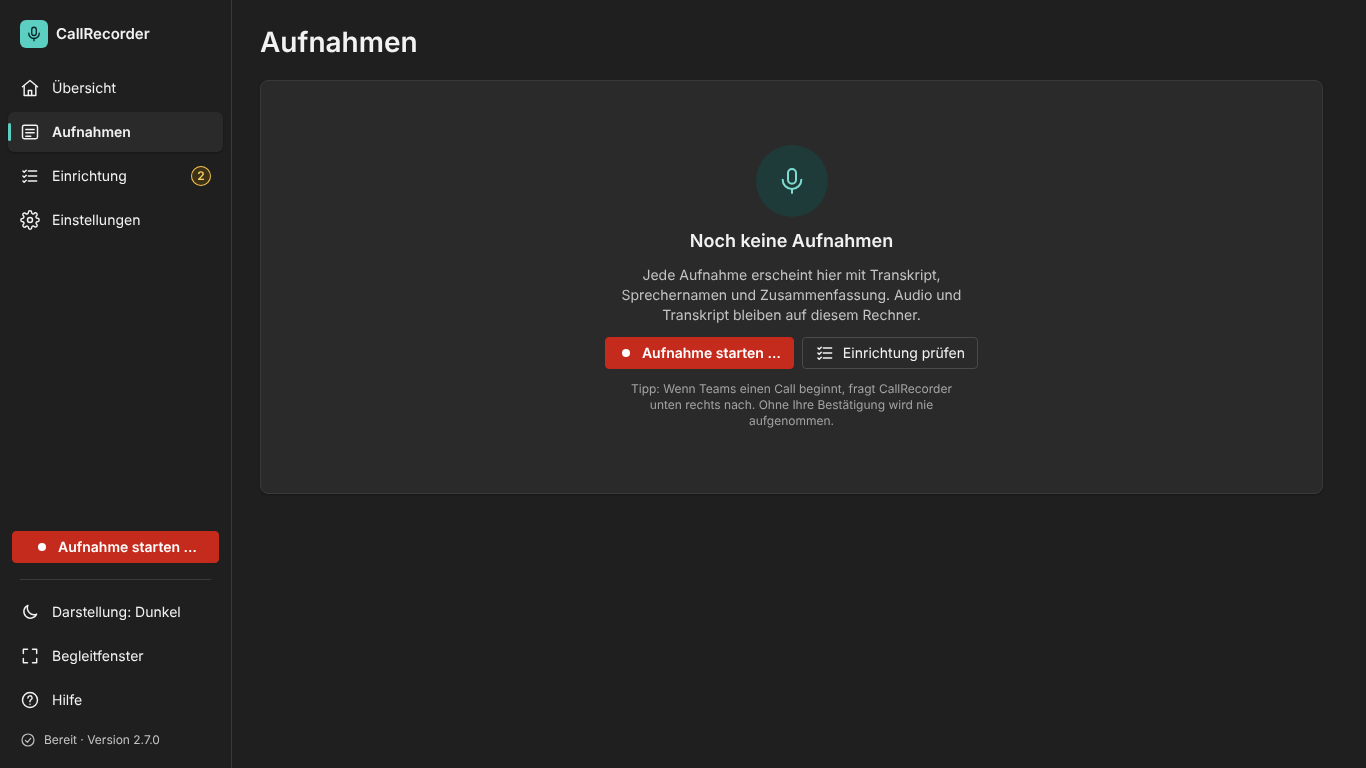 CallRecorder
Übersicht
Aufnahmen
Einrichtung
2
Einstellungen
Aufnahme starten ...
Darstellung: Dunkel
Begleitfenster
Hilfe
Bereit · Version 2.7.0
Aufnahmen
Noch keine Aufnahmen
Jede Aufnahme erscheint hier mit Transkript,
Sprechernamen und Zusammenfassung. Audio und
Transkript bleiben auf diesem Rechner.
Aufnahme starten ...
Einrichtung prüfen
Tipp: Wenn Teams einen Call beginnt, fragt CallRecorder
unten rechts nach. Ohne Ihre Bestätigung wird nie
aufgenommen.